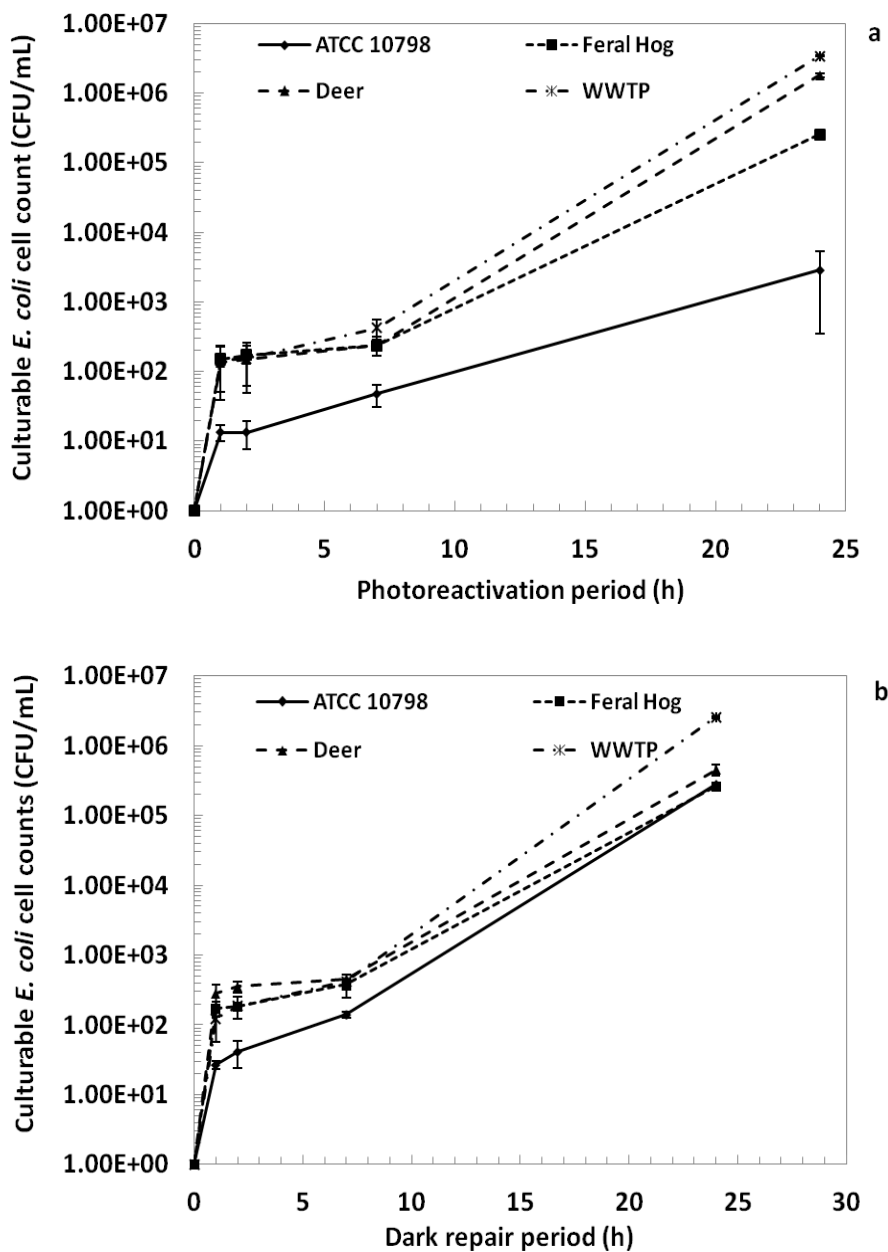 a
1.00E+07
1.00E+06
1.00E+05
1.00E+04
1.00E+03
1.00E+02
1.00E+01
1.00E+00
Culturable E. coli cell count (CFU/mL)
ATCC 10798
Feral Hog
Deer
WWTP
0 5 10 15 20 25
Photoreactivation period (h)
b
1.00E+07
1.00E+06
1.00E+05
1.00E+04
1.00E+03
1.00E+02
1.00E+01
1.00E+00
Culturable E. coli cell counts (CFU/mL)
ATCC 10798
Feral Hog
Deer
WWTP
0 5 10 15 20 25 30
Dark repair period (h)